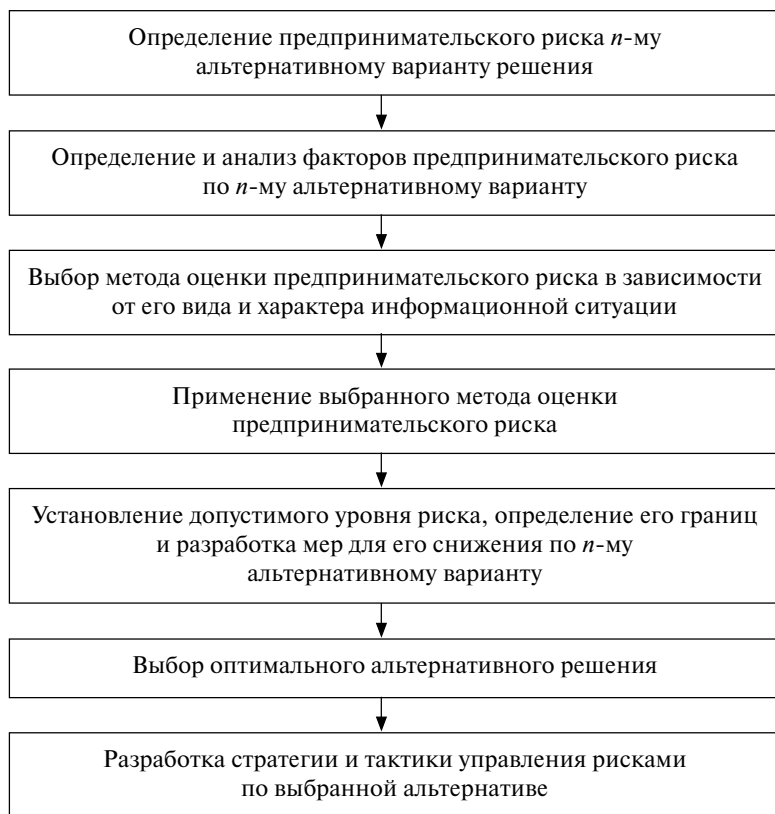 Определение предпринимательского риска n-му
альтернативному варианту решения
Определение и анализ факторов предпринимательского риска
по n-му альтернативному варианту
Выбор метода оценки предпринимательского риска в зависимости
от его вида и характера информационной ситуации
Применение выбранного метода оценки
предпринимательского риска
Установление допустимого уровня риска, определение его границ
и разработка мер для его снижения по n-му
альтернативному варианту
Выбор оптимального альтернативного решения
Разработка стратегии и тактики управления рисками
по выбранной альтернативе